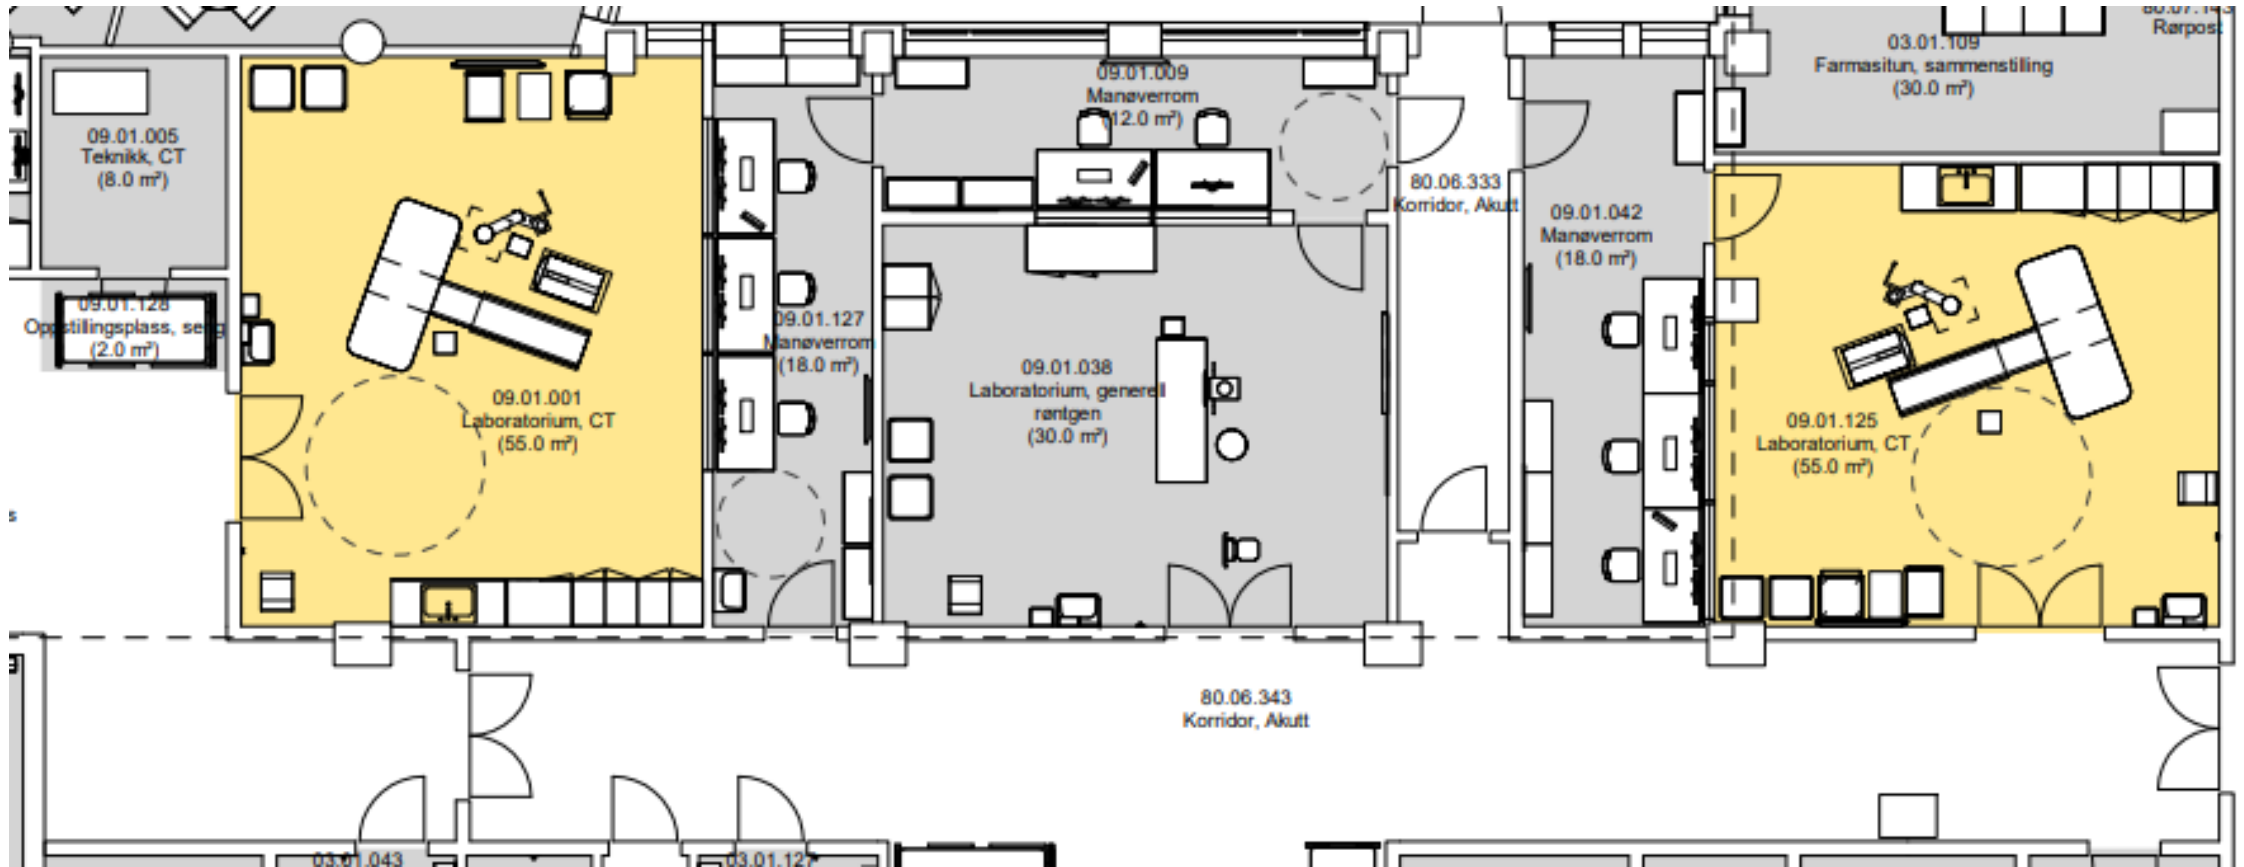 80.07.143
Rørpost
03.01.109
Farmasitun, sammenstilling
(30.0 m²)
09.01.009
Manøverrom
(12.0 m²)
09.01.005
Teknikk, CT
(8.0 m²)
80.06.333
Korridor, Akutt
09.01.042
Manøverrom
(18.0 m²)
09.01.128
Oppstillingsplass, seng
(2.0 m²)
09.01.127
Manøverrom
(18.0 m²)
09.01.038
Laboratorium, generell
røntgen
(30.0 m²)
09.01.001
Laboratorium, CT
(55.0 m²)
09.01.125
Laboratorium, CT
(55.0 m²)
s
80.06.343
Korridor, Akutt
03.01.043
03.01.127